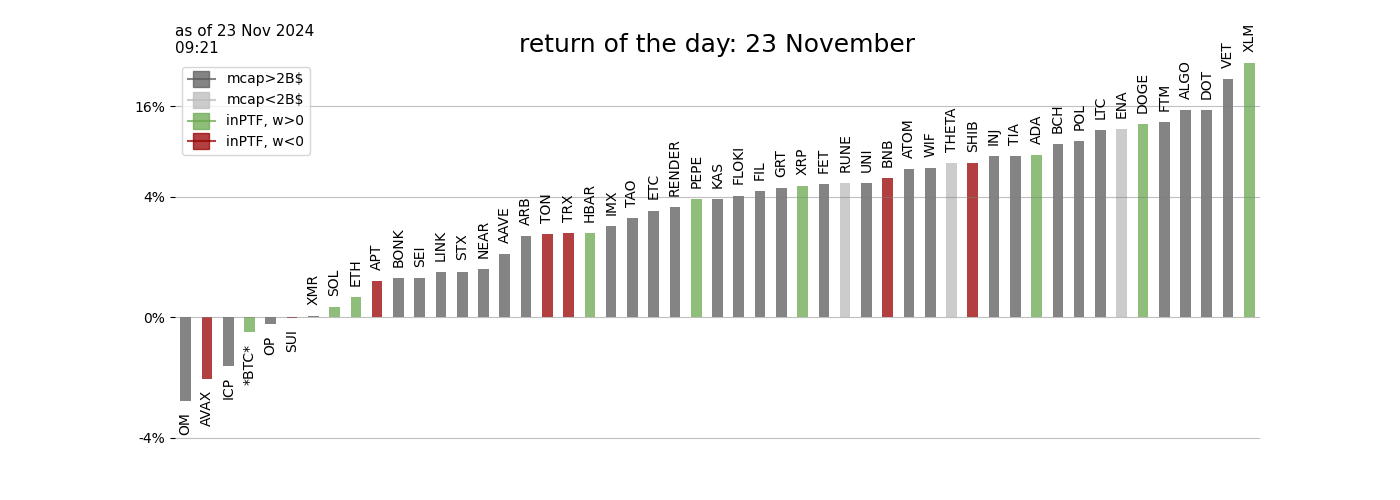 as of 23 Nov 2024
09:21
return of the day: 23 November
mcap>2B$
mcap<2B$
inPTF, w>0
inPTF, w<0
16%
4%
0%
-4%
OM
AVAX
ICP
*BTC*
OP
SUI
XMR
SOL
ETH
APT
BONK
SEI
LINK
STX
NEAR
AAVE
ARB
TON
TRX
HBAR
IMX
TAO
ETC
RENDER
PEPE
KAS
FLOKI
FIL
GRT
XRP
FET
RUNE
UNI
BNB
ATOM
WIF
THETA
SHIB
INJ
TIA
ADA
BCH
POL
LTC
ENA
DOGE
FTM
ALGO
DOT
VET
XLM